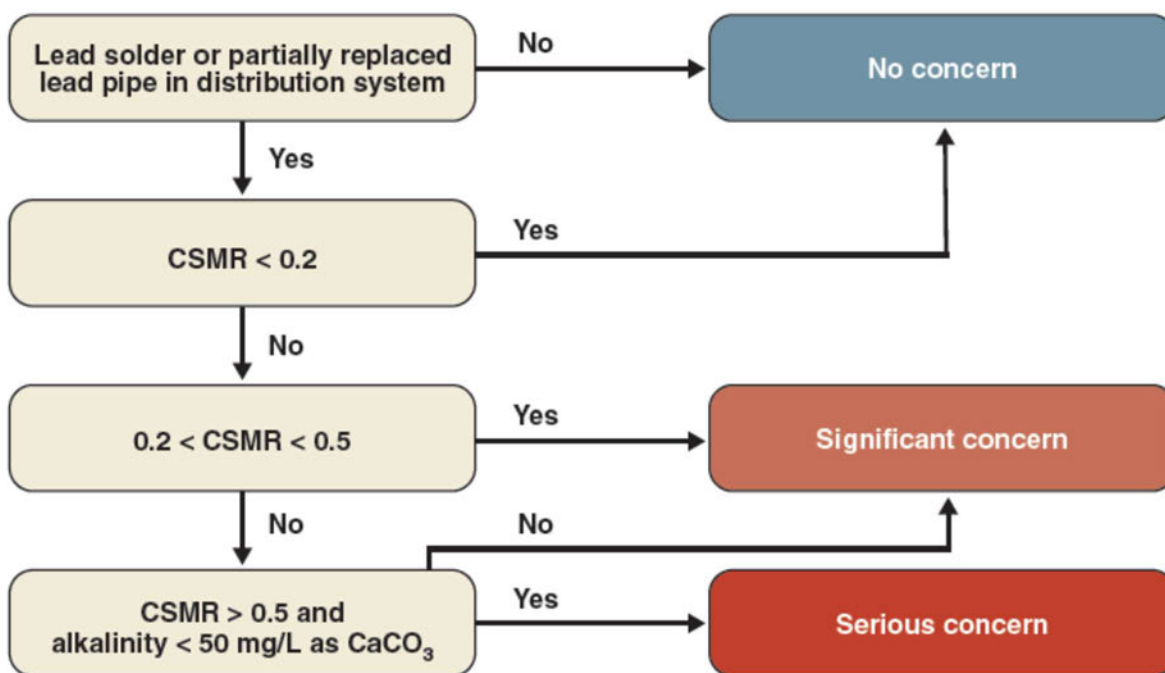 Lead solder or partially replaced
lead pipe in distribution system
No
No concern
Yes
CSMR < 0.2
Yes
No
0.2 < CSMR < 0.5
Yes
Significant concern
No
No
CSMR > 0.5 and
alkalinity < 50 mg/L as CaCO₃
Yes
Serious concern